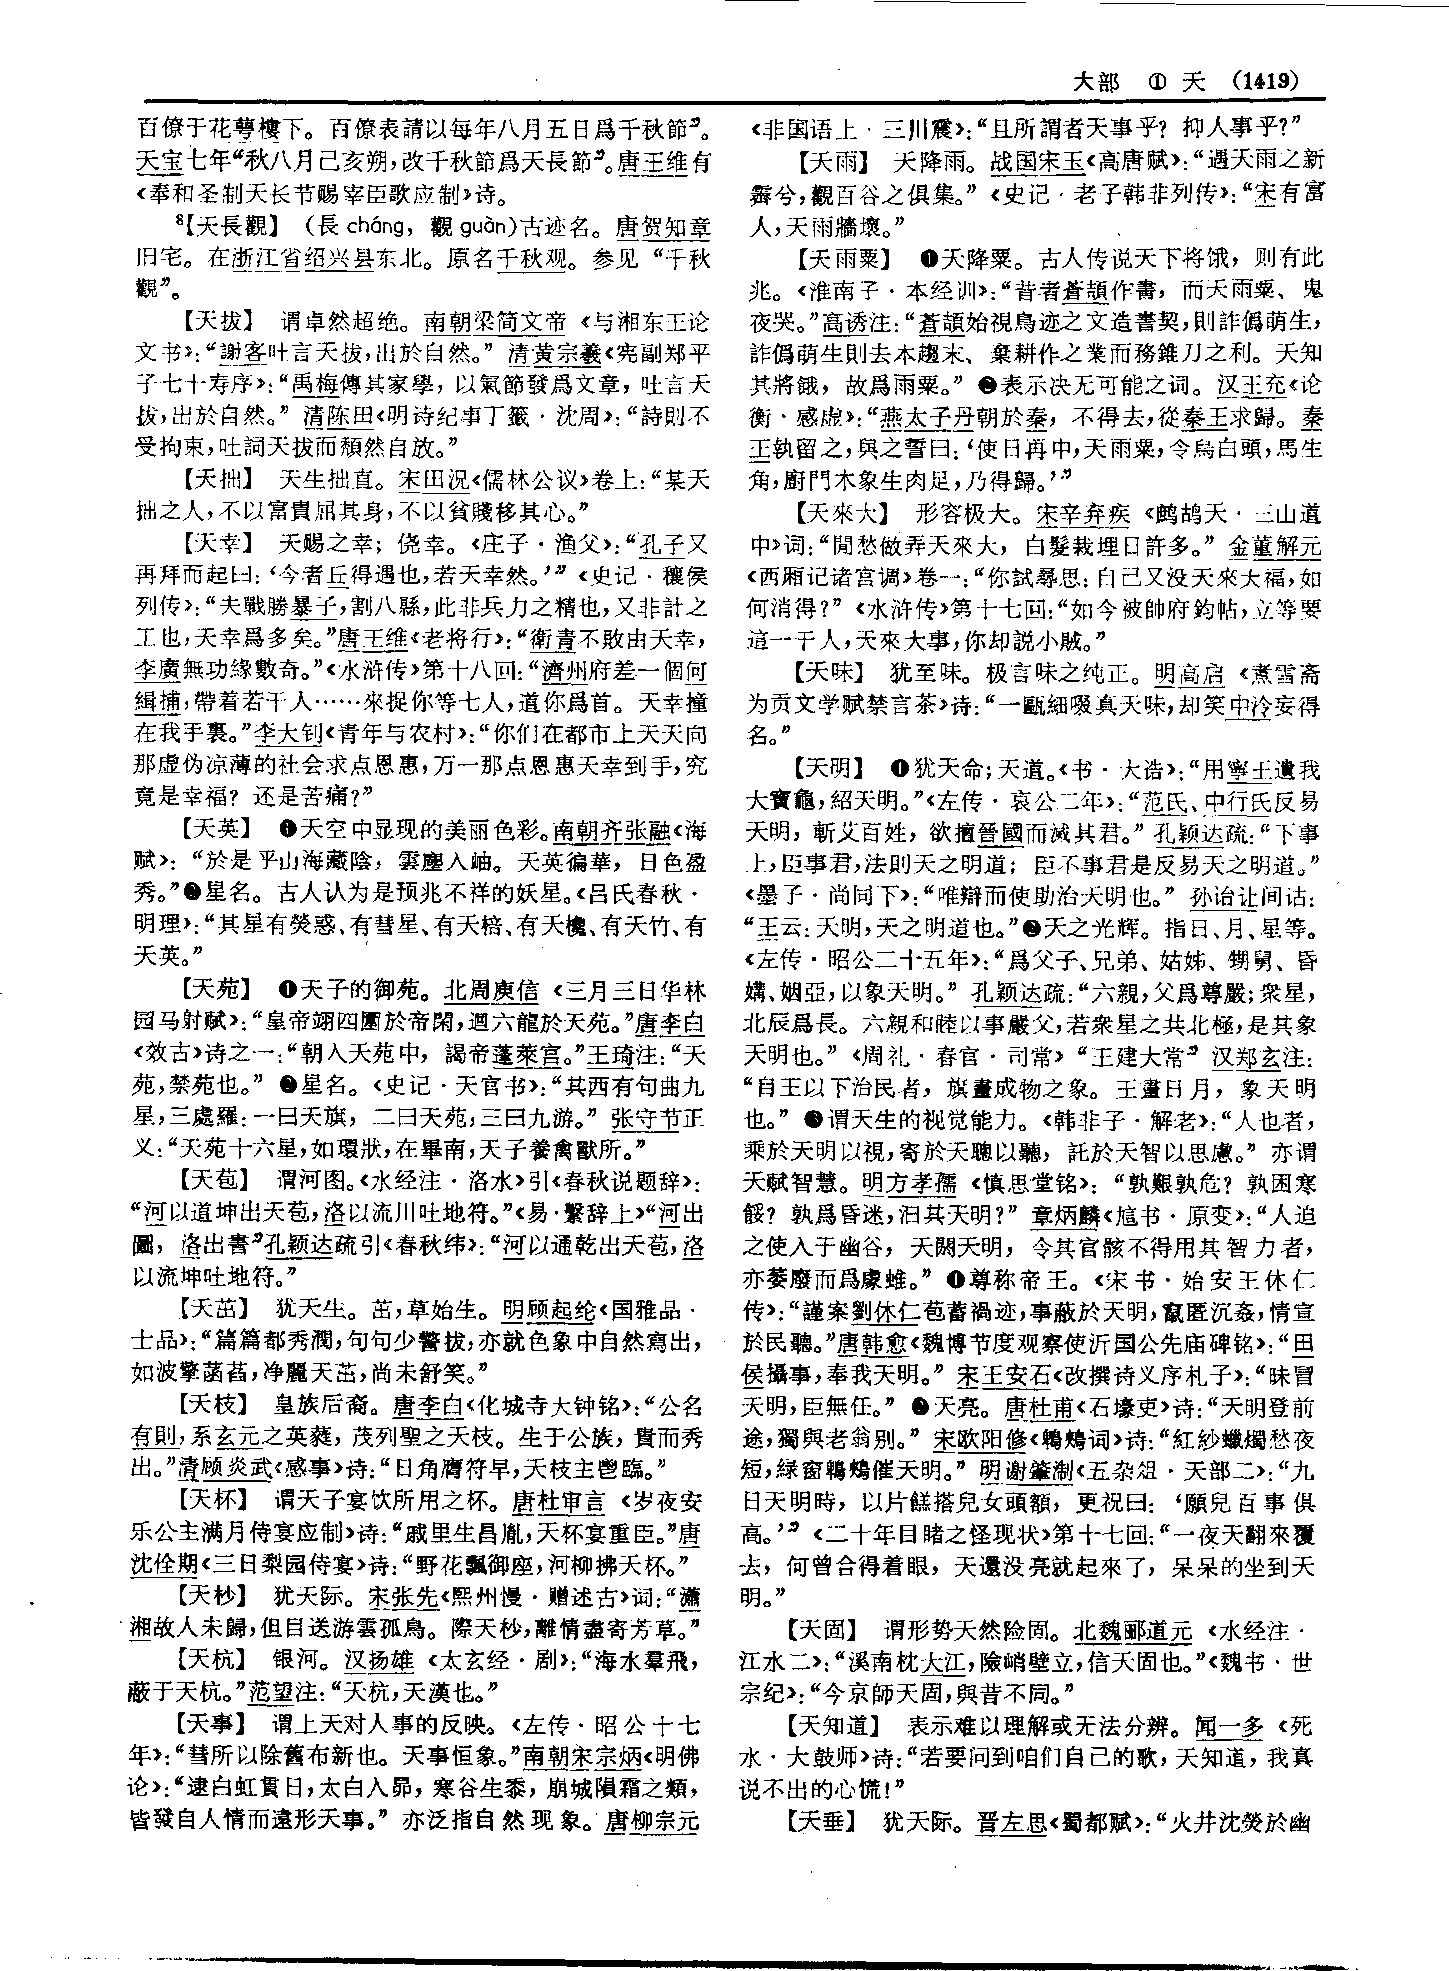 大部 ① 天 (1419)
百僚于花萼樓下。百僚表請以每年八月五日爲千秋節”。
天宝七年“秋八月己亥朔，改千秋節爲天長節”。唐王维有
《奉和圣制天长节赐宰臣歌应制》诗。
⁸【天長觀】 （長 cháng，觀 guàn)古迹名。唐贺知章
旧宅。在浙江省绍兴县东北。原名千秋观。参见“千秋
觀”。
【天拔】 谓卓然超绝。南朝梁简文帝《与湘东王论
文书》：“謝客吐言天拔，出於自然。”清黄宗羲《兖副郑平
子七十寿序》：“禹梅傳其家學，以氣節發爲文章，吐言天
拔，出於自然。”清陈田《明诗纪事丁籤·沈周》：“詩則不
受拘束，吐詞天拔而頹然自放。”
【天拙】 天生拙直。宋田况《儒林公议》卷上：“某天
拙之人，不以富貴屈其身，不以貧賤移其心。”
【天幸】 天赐之幸；侥幸。《庄子·渔父》：“孔子又
再拜而起曰：‘今者丘得遇也，若天幸然。’”《史记·穰侯
列传》：“夫戰勝暴子，割八縣，此非兵力之精也，又非計之
工也，天幸爲多矣。”唐王维《老将行》：“衛青不敗由天幸，
李廣無功緣數奇。”《水浒传》第十八回：“濟州府差一個何
緝捕，帶着若干人……來捉你等七人，道你爲首。天幸撞
在我手裏。”李大钊《青年与农村》：“你们在都市上天天向
那虚伪凉薄的社会求点恩惠，万一那点恩惠天幸到手，究
竟是幸福？还是苦痛？”
【天英】 ❶天空中显现的美丽色彩。南朝齐张融《海
赋》：“於是乎山海藏陰，雲塵入岫。天英徧華，日色盈
秀。”❷星名。古人认为是预兆不祥的妖星。《吕氏春秋·
明理》：“其星有熒惑、有彗星、有天棓、有天欃、有天竹、有
天英。”
【天苑】 ❶天子的御苑。北周庾信《三月三日华林
园马射赋》：“皇帝翊四圍於帝閑，迴六龍於天苑。”唐李白
《效古》诗之一：“朝入天苑中，謁帝蓬萊宫。”王琦注：“天
苑，禁苑也。”❷星名。《史记·天官书》：“其西有句曲九
星，三處羅：一曰天旗，二曰天苑，三曰九游。”张守节正
义：“天苑十六星，如環狀，在畢南，天子養禽獸所。”
【天苞】 谓河图。《水经注·洛水》引《春秋说题辞》：
“河以道坤出天苞，洛以流川吐地符。”《易·繫辞上》“河出
圖，洛出書”孔颖达疏引《春秋纬》：“河以通乾出天苞，洛
以流坤吐地符。”
【天茁】 犹天生。茁，草始生。明顾起纶《国雅品·
士品》：“篇篇都秀潤，句句少警拔，亦就色象中自然寫出，
如波擎菡萏，净麗天茁，尚未舒笑。”
【天枝】 皇族后裔。唐李白《化城寺大钟铭》：“公名
有則，系玄元之英蕤，茂列聖之天枝。生于公族，貴而秀
出。”清顾炎武《感事》诗：“日角膺符早，天枝主鬯臨。”
【天杯】 谓天子宴饮所用之杯。唐杜审言《岁夜安
乐公主满月侍宴应制》诗：“戚里生昌胤，天杯宴重臣。”唐
沈佺期《三日梨园侍宴》诗：“野花飄御座，河柳拂天杯。”
【天杪】 犹天际。宋张先《熙州慢·赠述古》词：“瀟
湘故人未歸，但目送游雲孤鳥。際天杪，離情盡寄芳草。”
【天杭】 银河。汉扬雄《太玄经·剧》：“海水羣飛，
蔽于天杭。”范望注：“天杭，天漢也。”
【天事】 谓上天对人事的反映。《左传·昭公十七
年》：“彗所以除舊布新也。天事恒象。”南朝宋宗炳《明佛
论》：“逮白虹貫日，太白入昴，寒谷生黍，崩城隕霜之類，
皆發自人情而遠形天事。”亦泛指自然现象。唐柳宗元
《非国语上·三川震》：“且所謂者天事乎？抑人事乎？”
【天雨】 天降雨。战国宋玉《高唐赋》：“遇天雨之新
霽兮，觀百谷之俱集。”《史记·老子韩非列传》：“宋有富
人，天雨牆壞。”
【天雨粟】 ❶天降粟。古人传说天下将饿，则有此
兆。《淮南子·本经训》：“昔者蒼頡作書，而天雨粟、鬼
夜哭。”高诱注：“蒼頡始視鳥迹之文造書契，則詐僞萌生，
詐僞萌生則去本趨末、棄耕作之業而務錐刀之利。天知
其將餓，故爲雨粟。”❷表示决无可能之词。汉王充《论
衡·感虚》：“燕太子丹朝於秦，不得去，從秦王求歸。秦
王執留之，與之誓曰：‘使日再中，天雨粟，令烏白頭，馬生
角，廚門木象生肉足，乃得歸。’”
【天來大】 形容极大。宋辛弃疾《鹧鸪天·三山道
中》词：“閒愁做弄天來大，白髮栽埋日許多。”金董解元
《西厢记诸宫调》卷一：“你試尋思：自己又没天來大福，如
何消得？”《水浒传》第十七回：“如今被帥府鈞帖，立等要
這一干人，天來大事，你却説小賊。”
【天味】 犹至味。极言味之纯正。明高启《煮雪斋
为贡文学赋禁言茶》诗：“一甌細啜真天味，却笑中泠妄得
名。”
【天明】 ❶犹天命；天道。《书·大诰》：“用寧王遺我
大寶龜，紹天明。”《左传·哀公二年》：“范氏、中行氏反易
天明，斬艾百姓，欲擅晉國而滅其君。”孔颖达疏：“下事
上，臣事君，法則天之明道；臣不事君是反易天之明道。”
《墨子·尚同下》：“唯辯而使助治天明也。”孙诒让间诂：
“王云：天明，天之明道也。”❷天之光辉。指日、月、星等。
《左传·昭公二十五年》：“爲父子、兄弟、姑姊、甥舅、昏
媾、姻亞，以象天明。”孔颖达疏：“六親，父爲尊嚴；衆星，
北辰爲長。六親和睦以事嚴父，若衆星之共北極，是其象
天明也。”《周礼·春官·司常》“王建大常”汉郑玄注：
“自王以下治民者，旗畫成物之象。王畫日月，象天明
也。”❸谓天生的视觉能力。《韩非子·解老》：“人也者，
乘於天明以視，寄於天聰以聽，託於天智以思慮。”亦谓
天赋智慧。明方孝孺《慎思堂铭》：“孰艱孰危？孰困寒
餒？孰爲昏迷，汩其天明？”章炳麟《訄书·原变》：“人迫
之使入于幽谷，天閼天明，令其官骸不得用其智力者，
亦萎廢而爲豦蜼。”❹尊称帝王。《宋书·始安王休仁
传》：“謹案劉休仁苞蓄禍迹，事蔽於天明，竄匿沉姦，情宣
於民聽。”唐韩愈《魏博节度观察使沂国公先庙碑铭》：“田
侯攝事，奉我天明。”宋王安石《改撰诗义序札子》：“昧冒
天明，臣無任。”❺天亮。唐杜甫《石壕吏》诗：“天明登前
途，獨與老翁别。”宋欧阳修《鵯鵊词》诗：“紅紗蠟燭愁夜
短，緑窗鵯鵊催天明。”明谢肇淛《五杂俎·天部二》：“九
日天明時，以片餻搭兒女頭額，更祝曰：‘願兒百事俱
高。’”《二十年目睹之怪现状》第十七回：“一夜天翻來覆
去，何曾合得着眼，天還没亮就起來了，呆呆的坐到天
明。”
【天固】 谓形势天然险固。北魏郦道元《水经注·
江水二》：“溪南枕大江，險峭壁立，信天固也。”《魏书·世
宗纪》：“今京師天固，與昔不同。”
【天知道】 表示难以理解或无法分辨。闻一多《死
水·大鼓师》诗：“若要问到咱们自己的歌，天知道，我真
说不出的心慌！”
【天垂】 犹天际。晋左思《蜀都赋》：“火井沈熒於幽